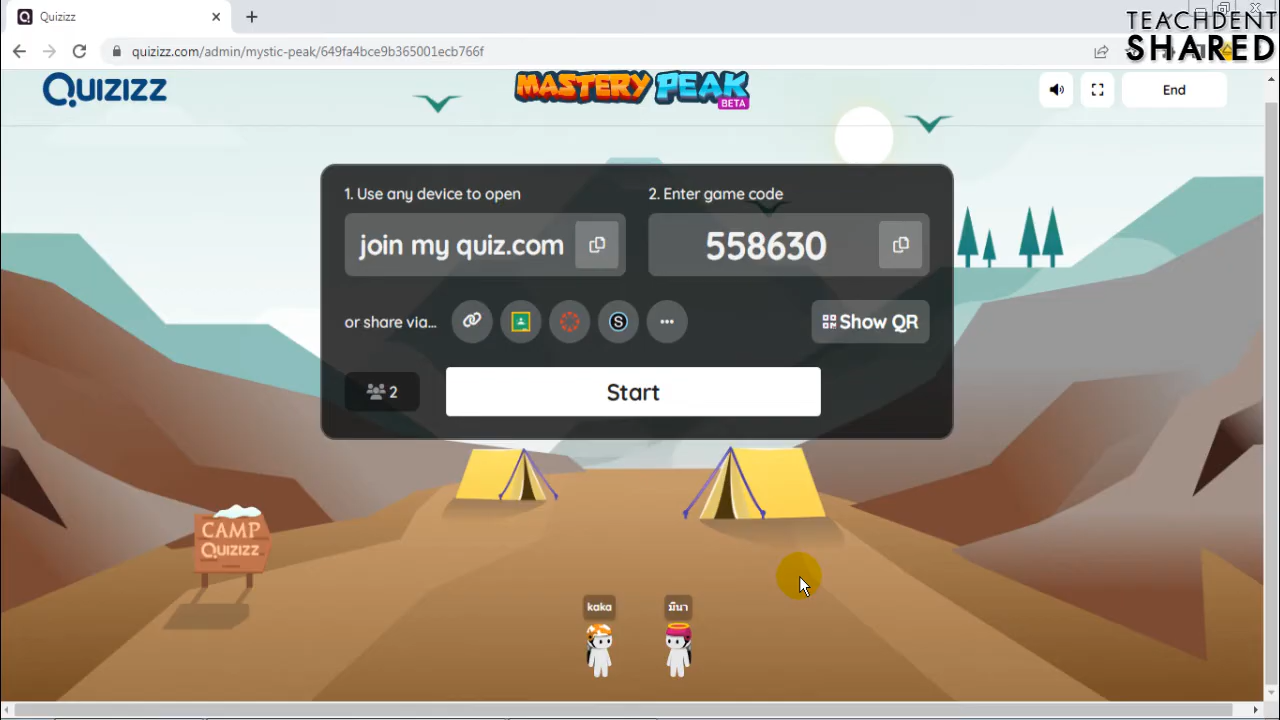 Quizizz
TEACHDENT
SHARED
quizizz.com/admin/mystic-peak/649fa4bce9b365001ecb766f
QUIZIZZ
MASTERY PEAK
BETA
End
1. Use any device to open
2. Enter game code
join my quiz.com
558630
or share via...
S
Show QR
2
Start
CAMP
Quizizz
kaka
มีนา